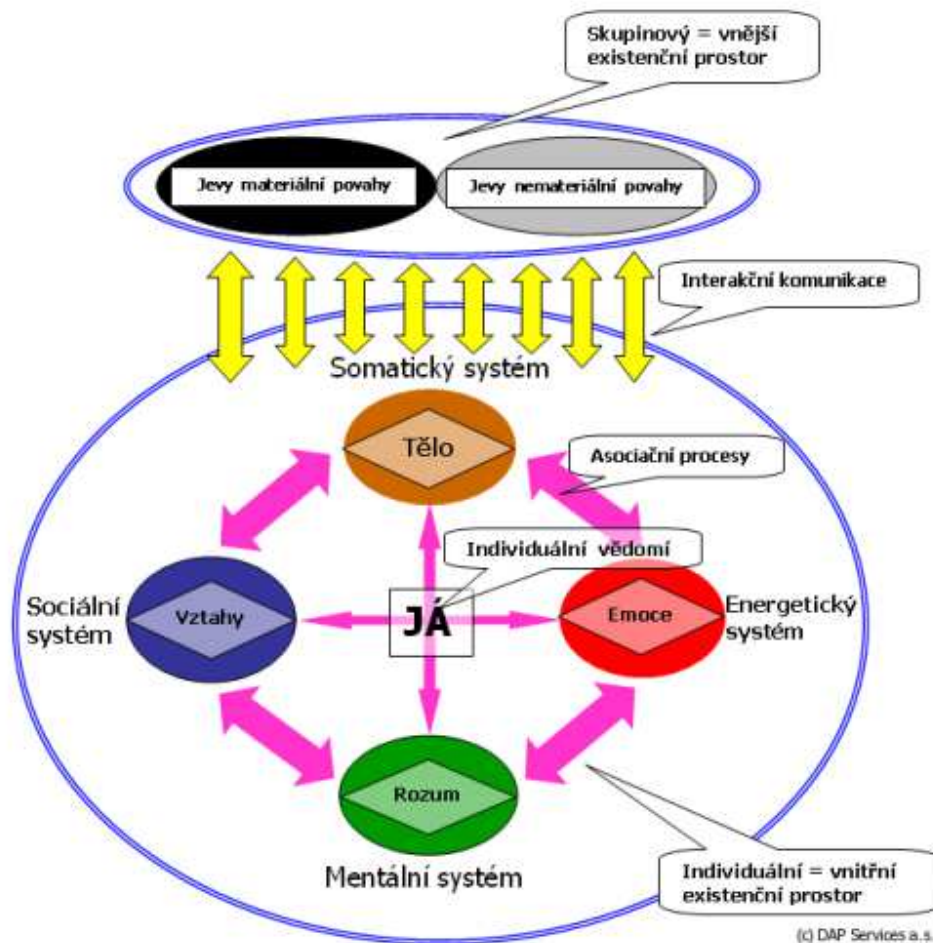 Skupinový = vnější
existenční prostor
Jevy materiální povahy
Jevy nemateriální povahy
Interakční komunikace
Somatický systém
Tělo
Asociační procesy
Individuální vědomí
Sociální
systém
Vztahy
JÁ
Emoce
Energetický
systém
Rozum
Mentální systém
Individuální = vnitřní
existenční prostor
(c) DAP Services a.s.